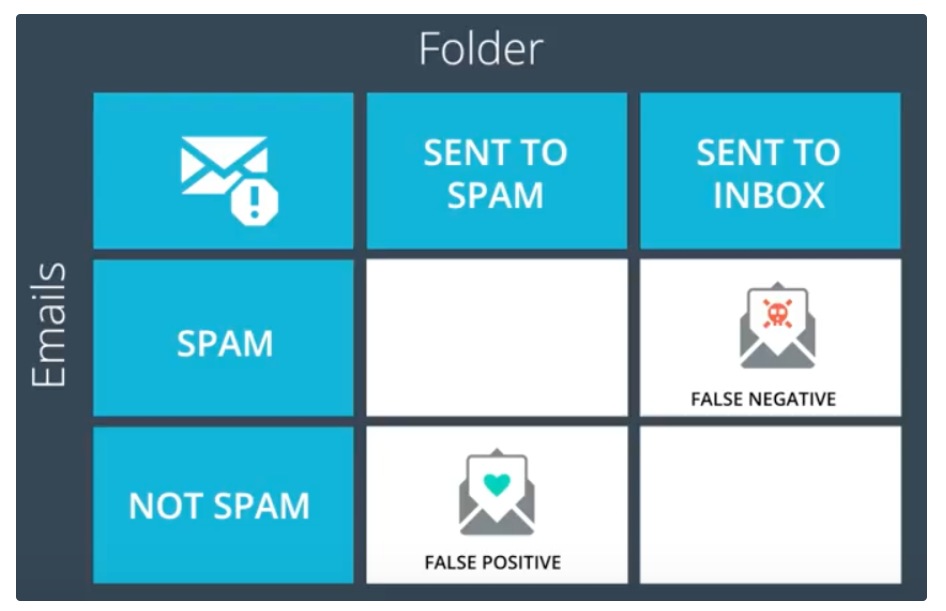 Folder
Emails
SENT TO
SPAM
SENT TO
INBOX
SPAM
FALSE NEGATIVE
NOT SPAM
FALSE POSITIVE